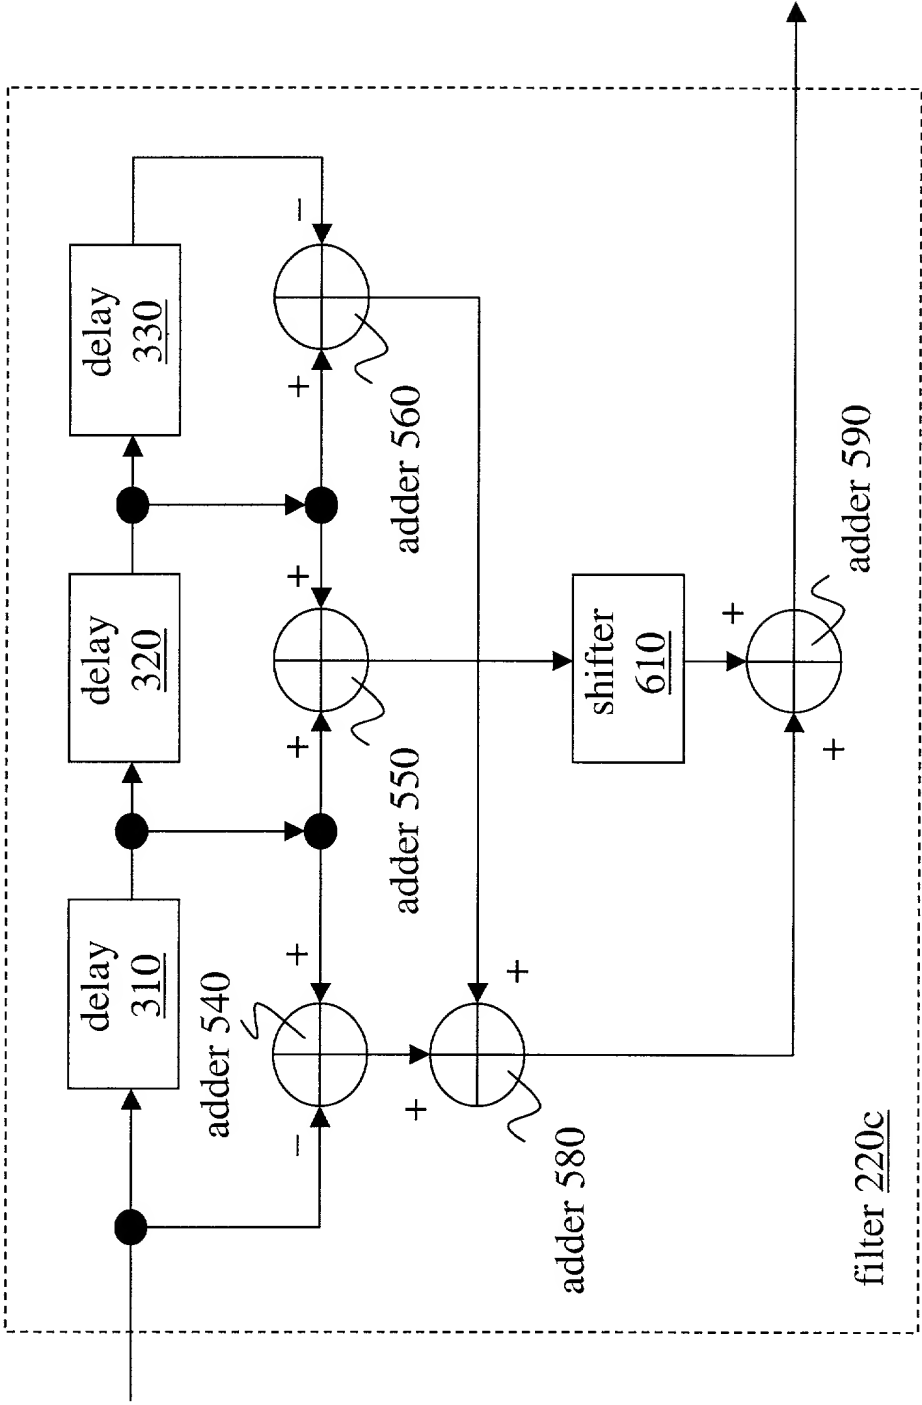 delay
310
delay
320
delay
330
adder 540
−
+
+
+
+
−
adder 550
adder 560
+
+
adder 580
shifter
610
+
+
adder 590
filter 220c